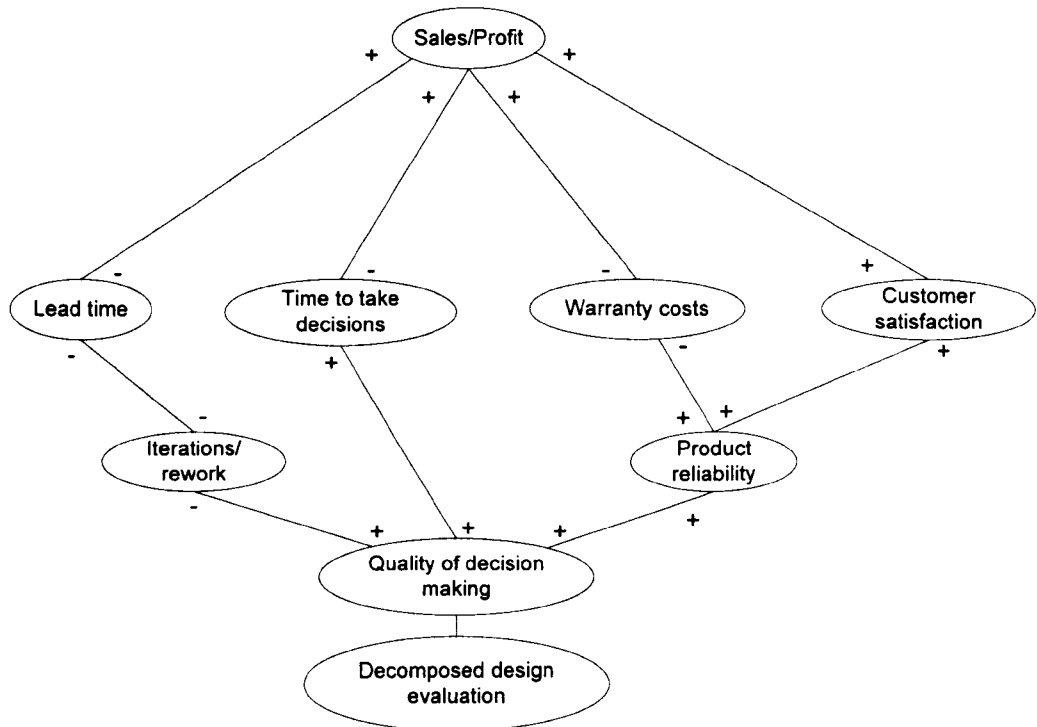 Sales/Profit
+
+
+
+
-
-
-
+
Lead time
Time to take
decisions
Warranty costs
Customer
satisfaction
-
+
-
+
-
+
+
Iterations/
rework
Product
reliability
-
+
+
+
+
Quality of decision
making
Decomposed design
evaluation